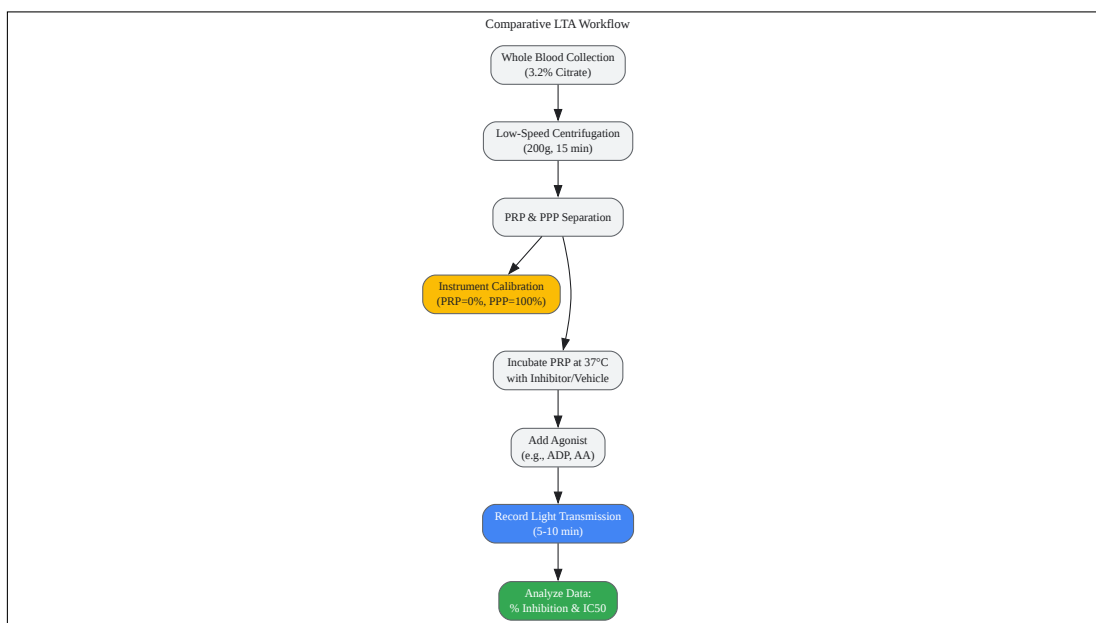 Comparative LTA Workflow
Whole Blood Collection
(3.2% Citrate)
Low-Speed Centrifugation
(200g, 15 min)
PRP & PPP Separation
Instrument Calibration
(PRP=0%, PPP=100%)
Incubate PRP at 37°C
with Inhibitor/Vehicle
Add Agonist
(e.g., ADP, AA)
Record Light Transmission
(5-10 min)
Analyze Data:
% Inhibition & IC50